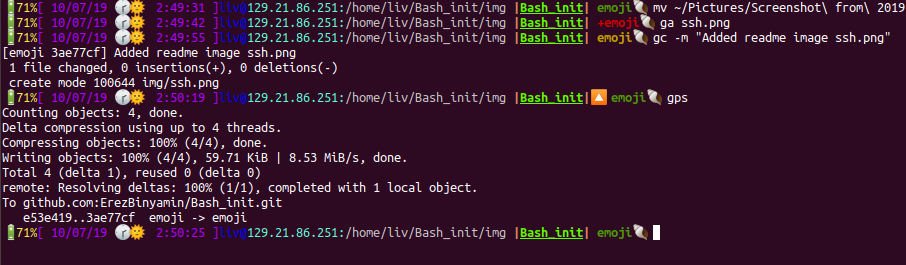 🔋71%[ 10/07/19 🕝🌞 2:49:31 ]liv@129.21.86.251:/home/liv/Bash_init/img |Bash_init| emoji🐚 mv ~/Pictures/Screenshot\ from\ 2019
🔋71%[ 10/07/19 🕝🌞 2:49:42 ]liv@129.21.86.251:/home/liv/Bash_init/img |Bash_init| +emoji🐚 ga ssh.png
🔋71%[ 10/07/19 🕝🌞 2:49:55 ]liv@129.21.86.251:/home/liv/Bash_init/img |Bash_init| emoji🐚 gc -m "Added readme image ssh.png"
[emoji 3ae77cf] Added readme image ssh.png
 1 file changed, 0 insertions(+), 0 deletions(-)
 create mode 100644 img/ssh.png
🔋71%[ 10/07/19 🕝🌞 2:50:19 ]liv@129.21.86.251:/home/liv/Bash_init/img |Bash_init|🔼 emoji🐚 gps
Counting objects: 4, done.
Delta compression using up to 4 threads.
Compressing objects: 100% (4/4), done.
Writing objects: 100% (4/4), 59.71 KiB | 8.53 MiB/s, done.
Total 4 (delta 1), reused 0 (delta 0)
remote: Resolving deltas: 100% (1/1), completed with 1 local object.
To github.com:ErezBinyamin/Bash_init.git
   e53e419..3ae77cf  emoji -> emoji
🔋71%[ 10/07/19 🕝🌞 2:50:25 ]liv@129.21.86.251:/home/liv/Bash_init/img |Bash_init| emoji🐚